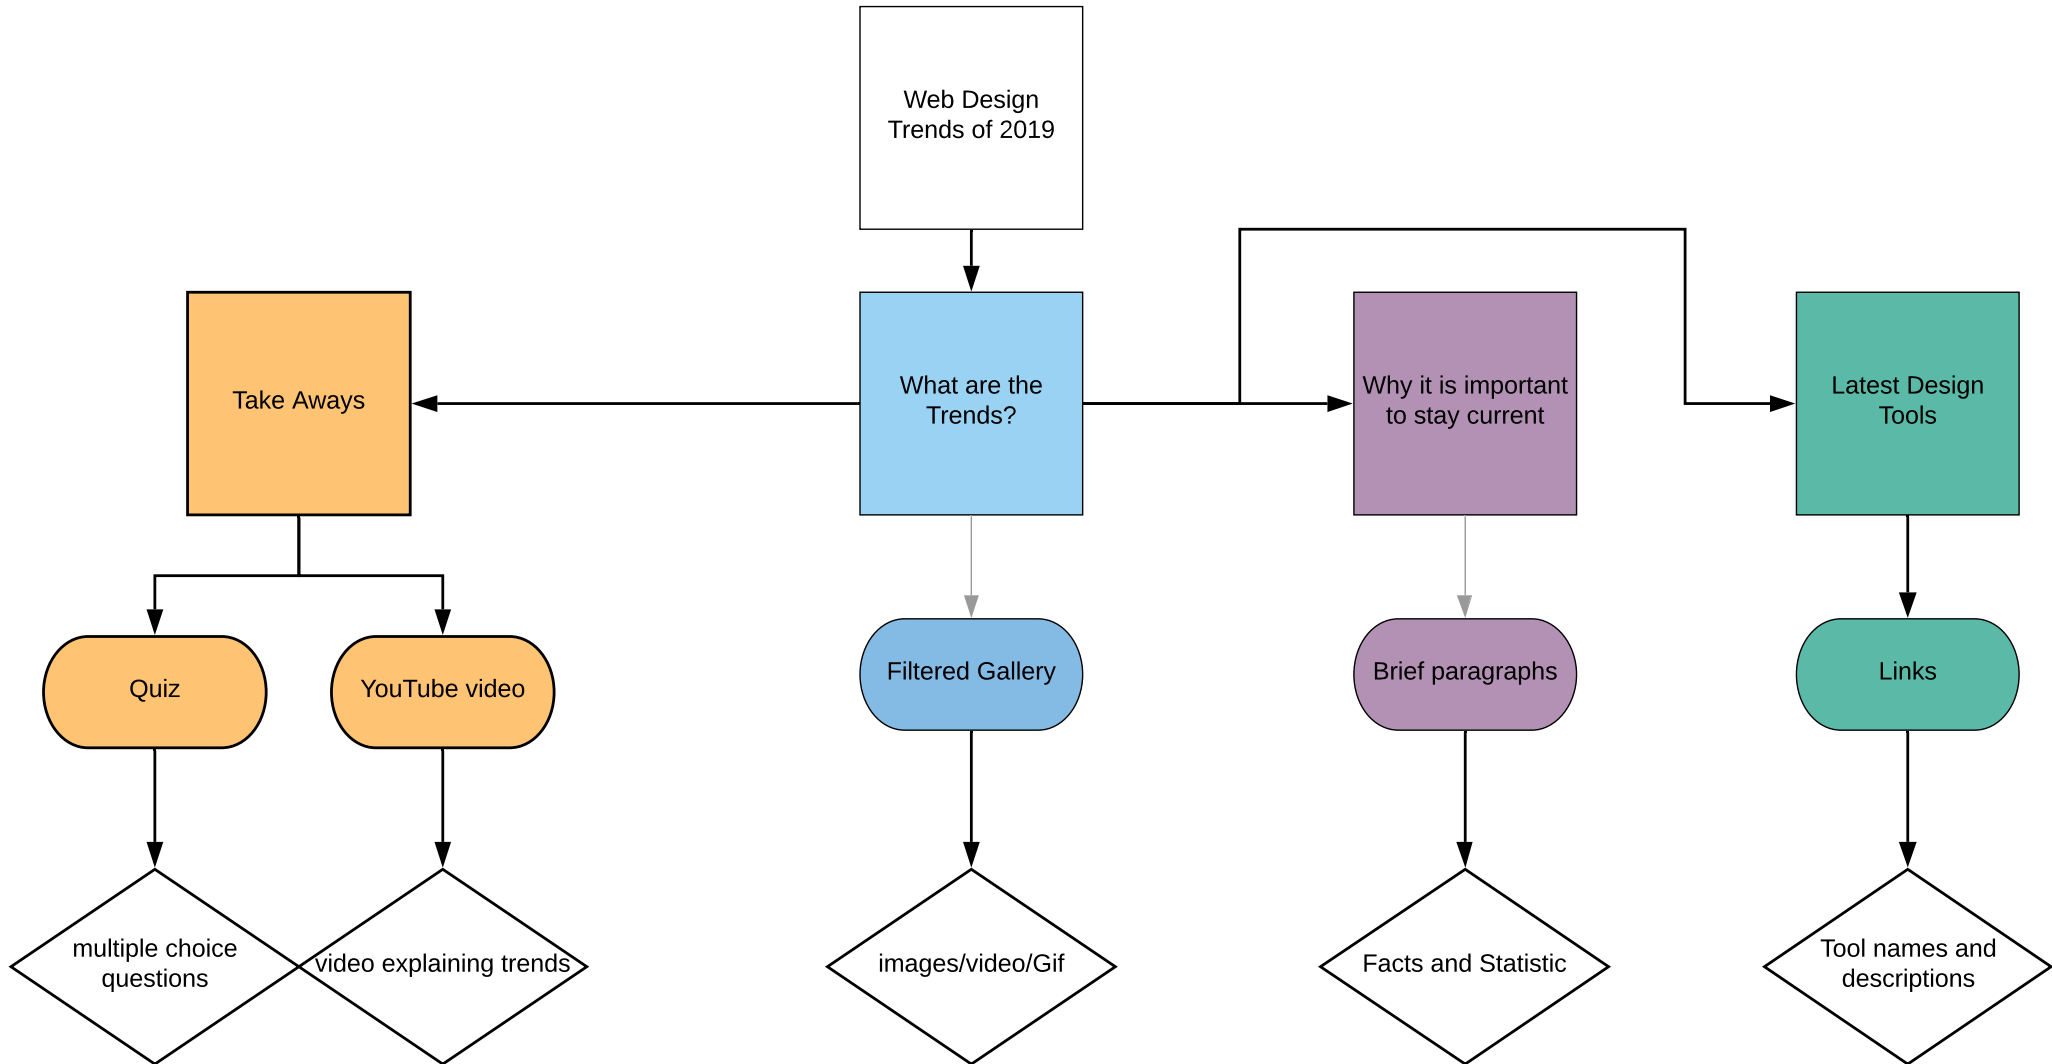 Web Design
Trends of 2019
Take Aways
What are the
Trends?
Why it is important
to stay current
Latest Design
Tools
Quiz
YouTube video
Filtered Gallery
Brief paragraphs
Links
multiple choice
questions
video explaining trends
images/video/Gif
Facts and Statistic
Tool names and
descriptions